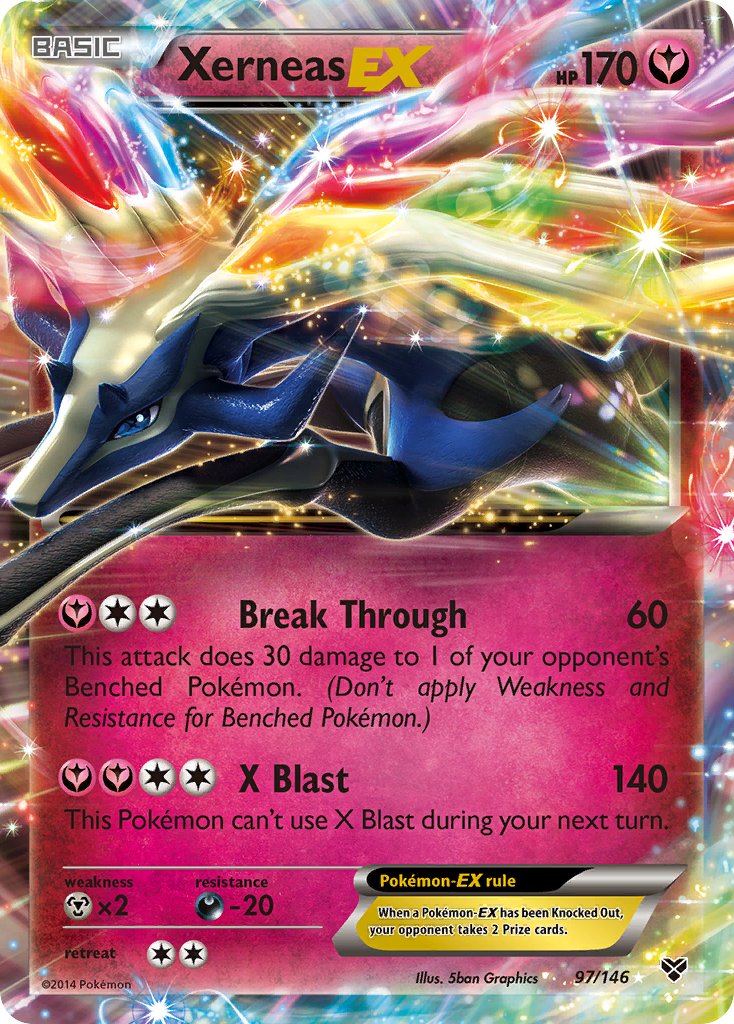 BASIC
Xerneas EX
HP 170
Break Through 60
This attack does 30 damage to 1 of your opponent's
Benched Pokémon. (Don't apply Weakness and
Resistance for Benched Pokémon.)
X Blast 140
This Pokémon can't use X Blast during your next turn.
weakness
×2
resistance
-20
retreat
Pokémon-EX rule
When a Pokémon-EX has been Knocked Out,
your opponent takes 2 Prize cards.
©2014 Pokémon
Illus. 5ban Graphics
97/146